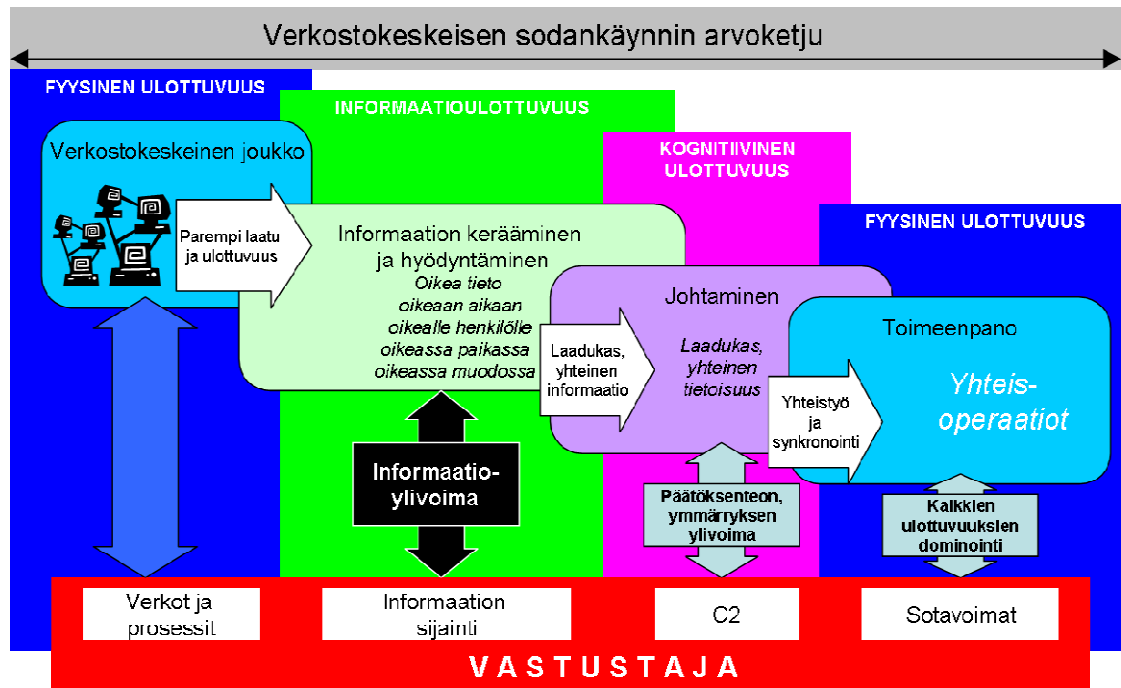 Verkostokeskeisen sodankäynnin arvoketju
FYYSINEN ULOTTUVUUS
Verkostokeskeinen joukko
Parempi laatu
ja ulottuvuus
INFORMAATIOULOTTUVUUS
Informaation kerääminen
ja hyödyntäminen
Oikea tieto
oikeaan aikaan
oikealle henkilölle
oikeassa paikassa
oikeassa muodossa
Laadukas,
yhteinen
informaatio
KOGNITIIVINEN
ULOTTUVUUS
Johtaminen
Laadukas,
yhteinen
tietoisuus
Yhteistyö
ja
synkronointi
FYYSINEN ULOTTUVUUS
Toimeenpano
Yhteis-
operaatiot
Informaatio-
ylivoima
Päätöksenteon,
ymmärryksen
ylivoima
Kaikkien
ulottuvuuksien
dominointi
Verkot ja
prosessit
Informaation
sijainti
C2
Sotavoimat
VASTUSTAJA